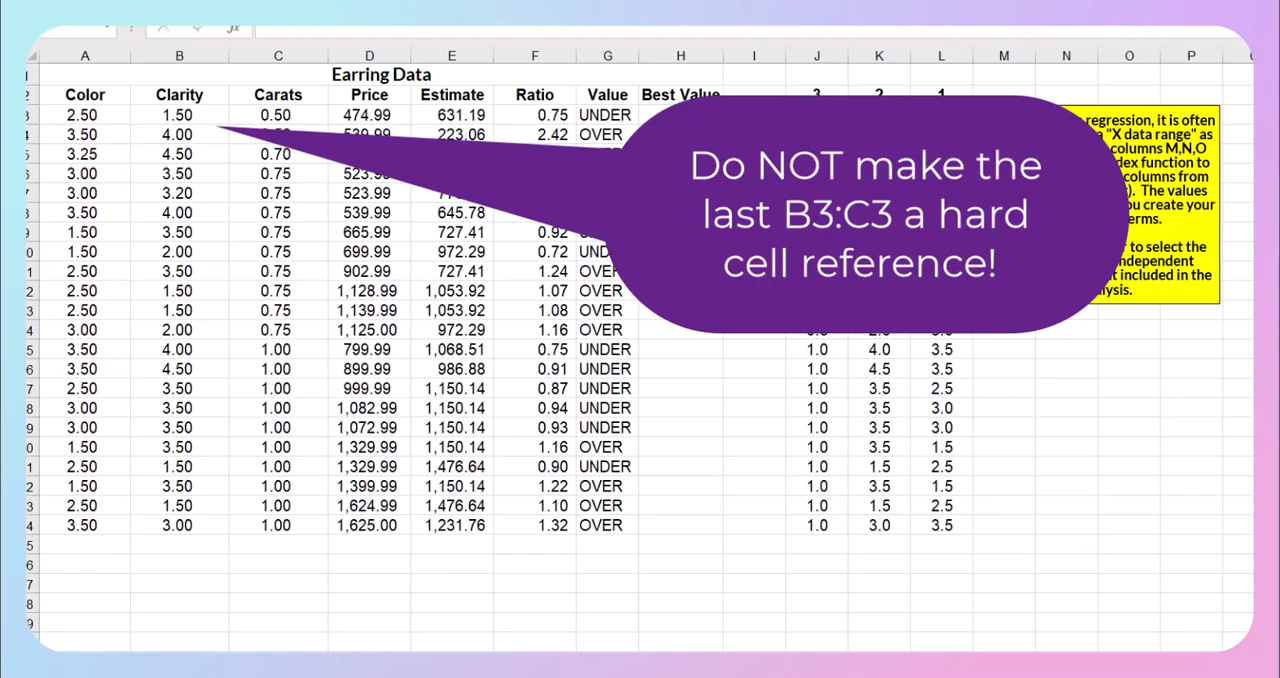 A B C D E F G H I J K L M N O P
Earring Data
Color Clarity Carats Price Estimate Ratio Value Best Value 3 2 1
2.50 1.50 0.50 474.99 631.19 0.75 UNDER
3.50 4.00 539.99 223.06 2.42 OVER
3.25 4.50 0.70
3.00 3.50 0.75
3.00 3.20 0.75 523.99
3.50 4.00 0.75 539.99 645.78
1.50 3.50 0.75 665.99 727.41 0.92
1.50 2.00 0.75 699.99 972.29 0.72
2.50 3.50 0.75 902.99 727.41 1.24 OVER
2.50 1.50 0.75 1,128.99 1,053.92 1.07 OVER
2.50 1.50 0.75 1,139.99 1,053.92 1.08 OVER
3.00 2.00 0.75 1,125.00 972.29 1.16 OVER
3.50 4.00 1.00 799.99 1,068.51 0.75 UNDER 1.0 4.0 3.5
3.50 4.50 1.00 899.99 986.88 0.91 UNDER 1.0 4.5 3.5
2.50 3.50 1.00 999.99 1,150.14 0.87 UNDER 1.0 3.5 2.5
3.00 3.50 1.00 1,082.99 1,150.14 0.94 UNDER 1.0 3.5 3.0
3.00 3.50 1.00 1,072.99 1,150.14 0.93 UNDER 1.0 3.5 3.0
1.50 3.50 1.00 1,329.99 1,150.14 1.16 OVER 1.0 3.5 1.5
2.50 1.50 1.00 1,329.99 1,476.64 0.90 UNDER 1.0 1.5 2.5
1.50 3.50 1.00 1,399.99 1,150.14 1.22 OVER 1.0 3.5 1.5
2.50 1.50 1.00 1,624.99 1,476.64 1.10 OVER 1.0 1.5 2.5
3.50 3.00 1.00 1,625.00 1,231.76 1.32 OVER 1.0 3.0 3.5
Do NOT make the
last B3:C3 a hard
cell reference!
regression, it is often
a "X data range" as
columns M,N,O
function to
columns from
The values
create your
to select the
included in the